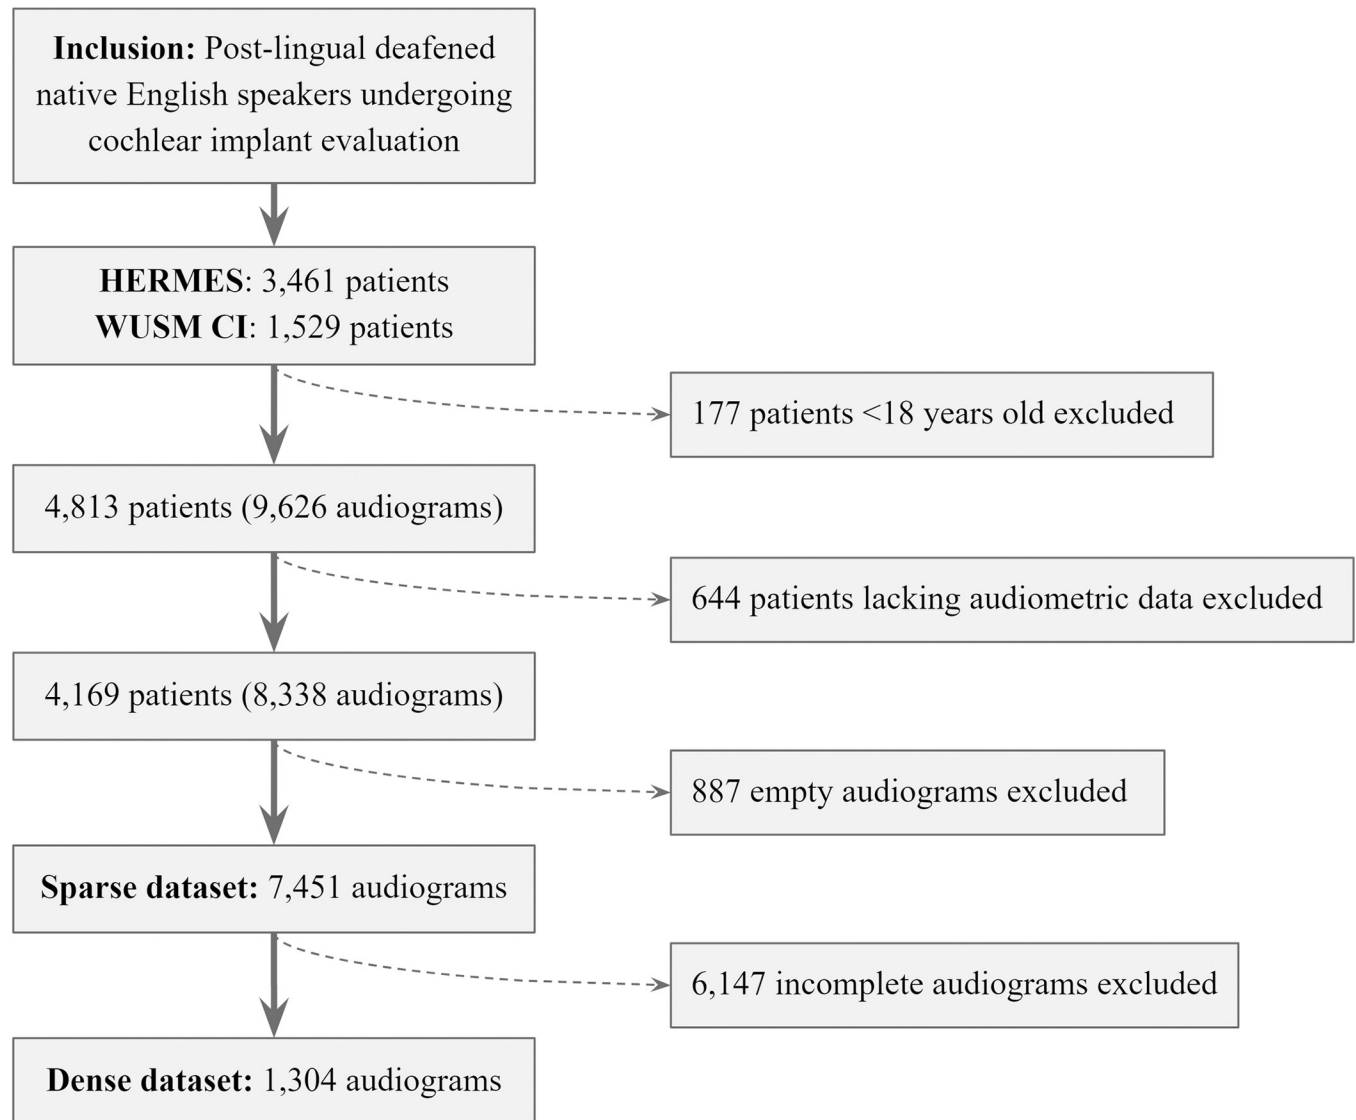 Inclusion: Post-lingual deafened
native English speakers undergoing
cochlear implant evaluation
HERMES: 3,461 patients
WUSM CI: 1,529 patients
177 patients <18 years old excluded
4,813 patients (9,626 audiograms)
644 patients lacking audiometric data excluded
4,169 patients (8,338 audiograms)
887 empty audiograms excluded
Sparse dataset: 7,451 audiograms
6,147 incomplete audiograms excluded
Dense dataset: 1,304 audiograms